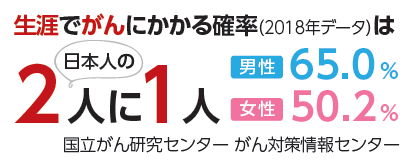 生涯でがんにかかる確率(2018年データ)は
日本人の
2人に1人
男性 65.0%
女性 50.2%
国立がん研究センター がん対策情報センター